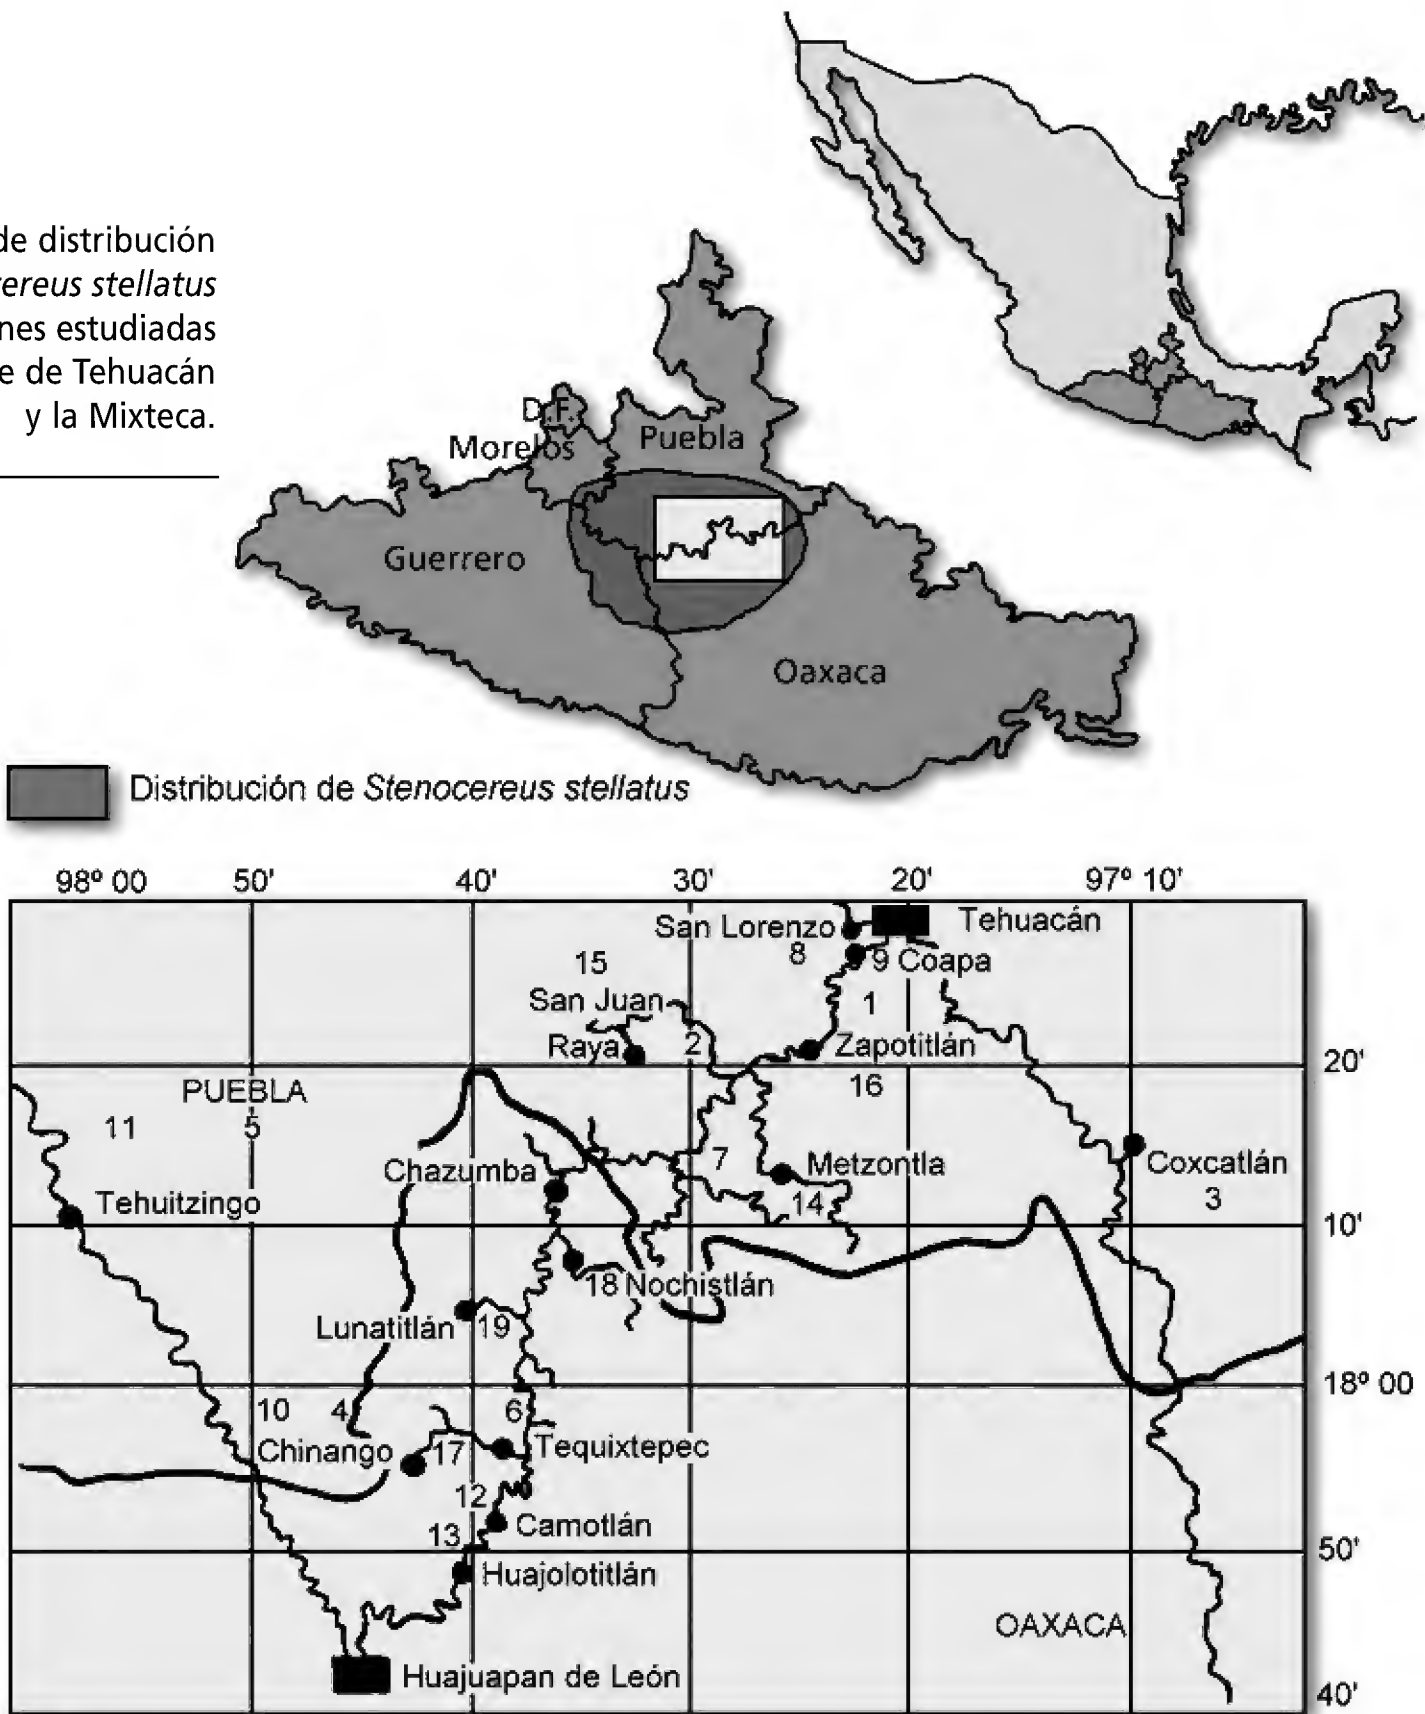 de distribución
ereus stellatus
nes estudiadas
e de Tehuacán
y la Mixteca.
D.F.
Morelos
Puebla
Guerrero
Oaxaca
Distribución de Stenocereus stellatus
98º 00 50' 40' 30' 20' 97º 10'
San Lorenzo Tehuacán
8 9 Coapa
15
San Juan 1
Raya 2 Zapotitlán
20'
PUEBLA 16
11 5
Chazumba 7 Metzontla Coxcatlán
Tehuitzingo 14 3
10'
18 Nochistlán
Lunatitlán 19
18º 00
10 4 6
Chinango 17 Tequixtepec
12
13 Camotlán
50'
Huajolotitlán
OAXACA
Huajuapan de León
40'